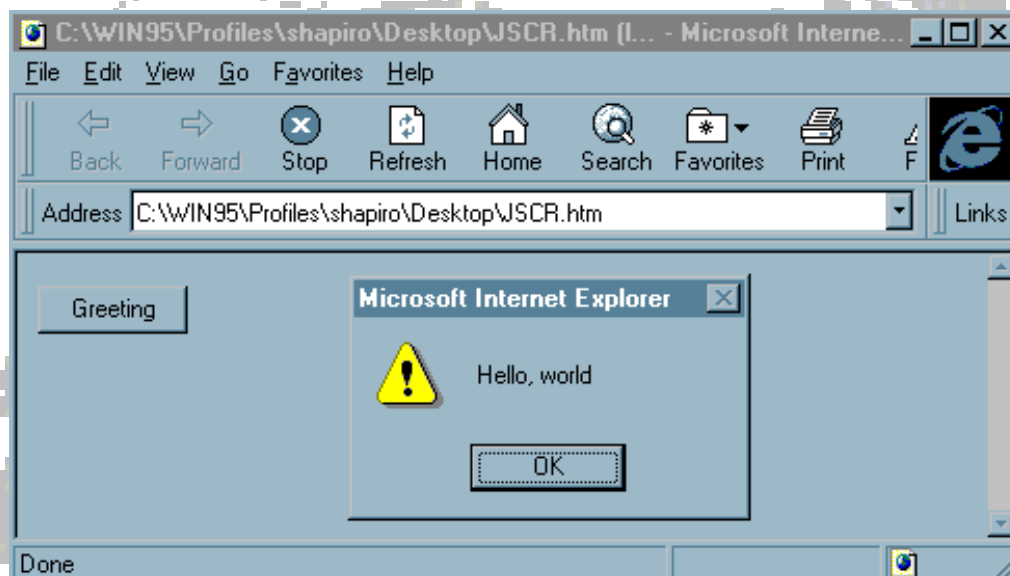 C:\WIN95\Profiles\shapiro\Desktop\JSCR.htm (I... - Microsoft Interne...
File Edit View Go Favorites Help
Back Forward Stop Refresh Home Search Favorites Print F
Address C:\WIN95\Profiles\shapiro\Desktop\JSCR.htm Links
Greeting
Microsoft Internet Explorer
Hello, world
OK
Done